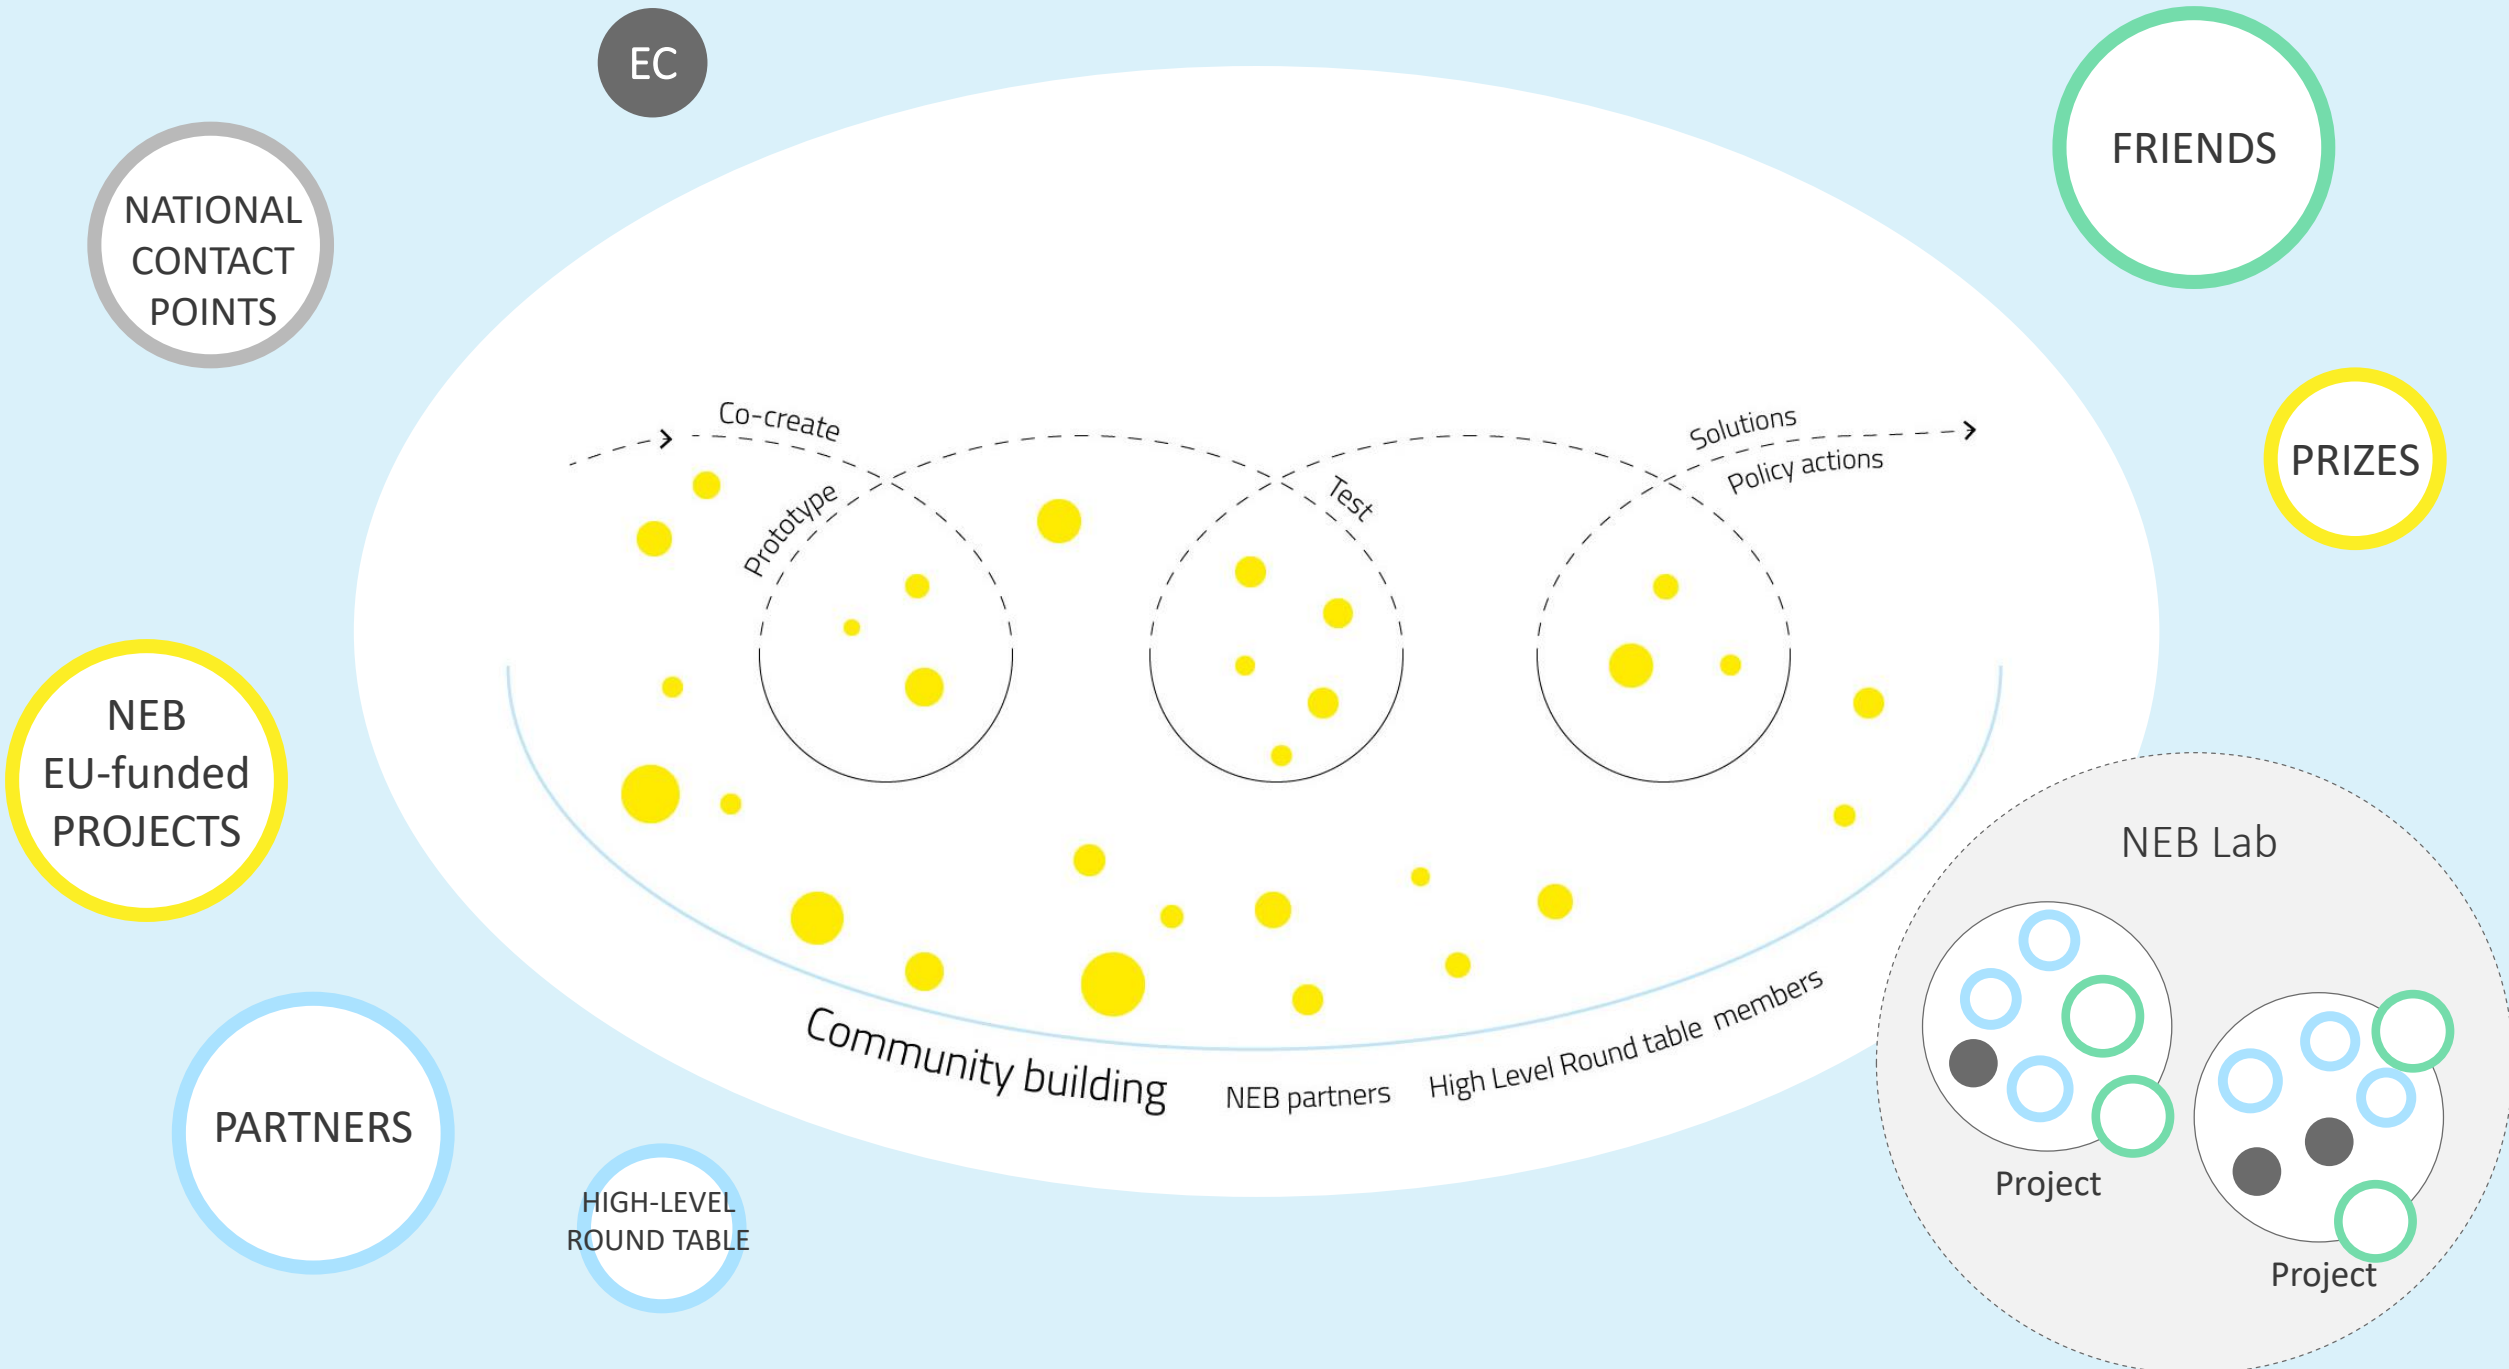 EC
FRIENDS
NATIONAL
CONTACT
POINTS
Co-create
Solutions
Policy actions
PRIZES
Prototype
Test
NEB
EU-funded
PROJECTS
NEB Lab
Community building
NEB partners
High Level Round table members
PARTNERS
HIGH-LEVEL
ROUND TABLE
Project
Project